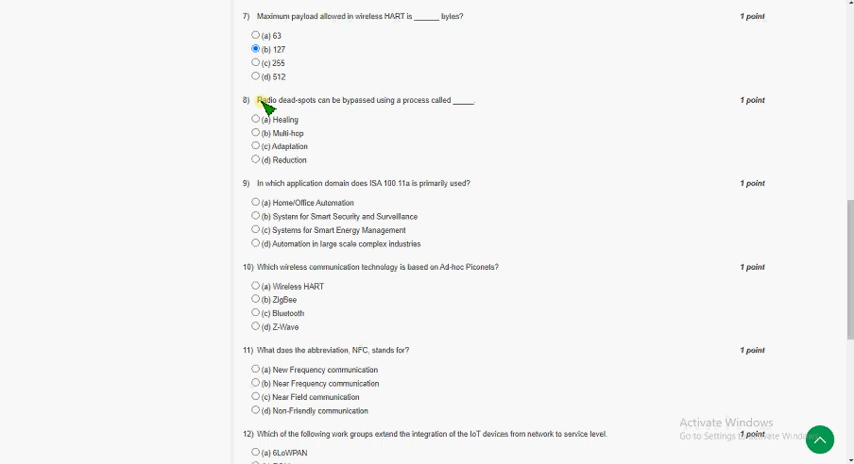 7) Maximum payload allowed in wireless HART is ______ bytes? 1 point
(a) 63
(b) 127
(c) 255
(d) 512
8) Radio dead-spots can be bypassed using a process called _____. 1 point
(a) Healing
(b) Multi-hop
(c) Adaptation
(d) Reduction
9) In which application domain does ISA 100.11a is primarily used? 1 point
(a) Home/Office Automation
(b) System for Smart Security and Surveillance
(c) Systems for Smart Energy Management
(d) Automation in large scale complex industries
10) Which wireless communication technology is based on Ad-hoc Piconets? 1 point
(a) Wireless HART
(b) ZigBee
(c) Bluetooth
(d) Z-Wave
11) What does the abbreviation, NFC, stands for? 1 point
(a) New Frequency communication
(b) Near Frequency communication
(c) Near Field communication
(d) Non-Friendly communication
Activate Windows
12) Which of the following work groups extend the integration of the IoT devices from network to service level. 1 point
Go to Settings to activate Windows
(a) 6LoWPAN